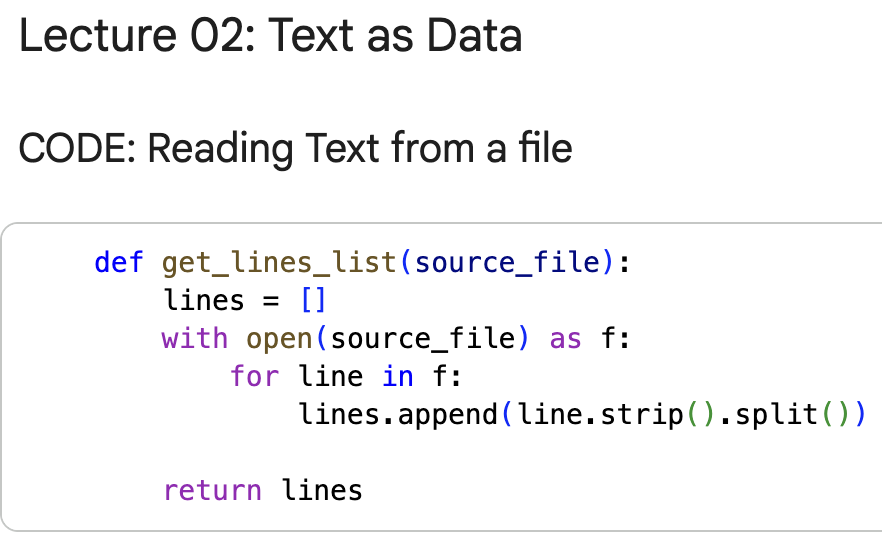 Lecture 02: Text as Data
CODE: Reading Text from a file
def get_lines_list(source_file):
    lines = []
    with open(source_file) as f:
        for line in f:
            lines.append(line.strip().split())
    return lines